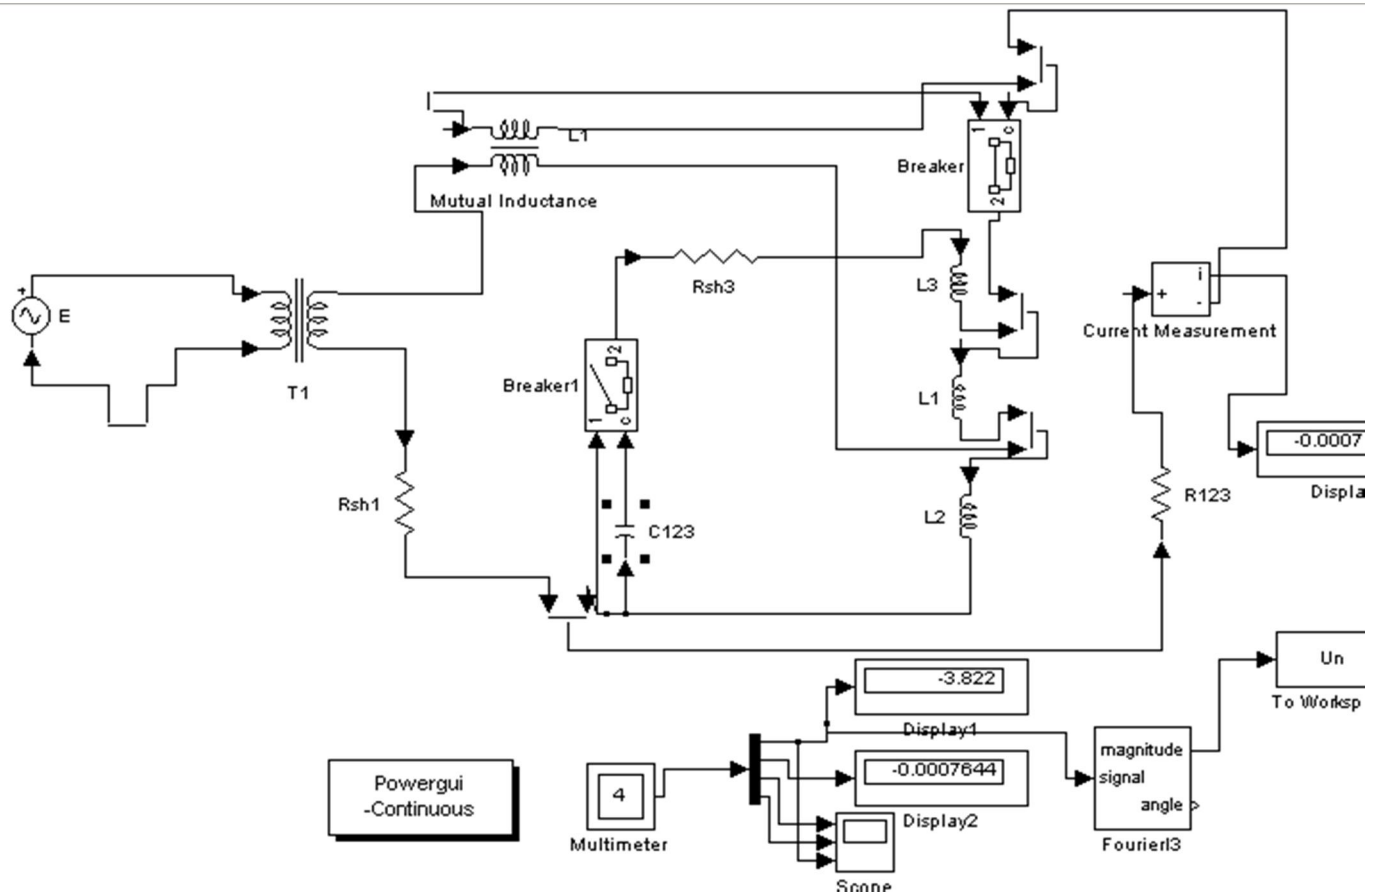 1
c
Breaker
2
L1
Mutual Inductance
Rsh3
L3
+
i
-
Current Measurement
+
E
T1
2
Breaker1
1
c
L1
-0.0007
Displa
Rsh1
C123
L2
R123
Un
To Worksp
-3.822
Display1
magnitude
signal
angle
FourierI3
-0.0007644
Display2
Powergui
-Continuous
4
Multimeter
Scope